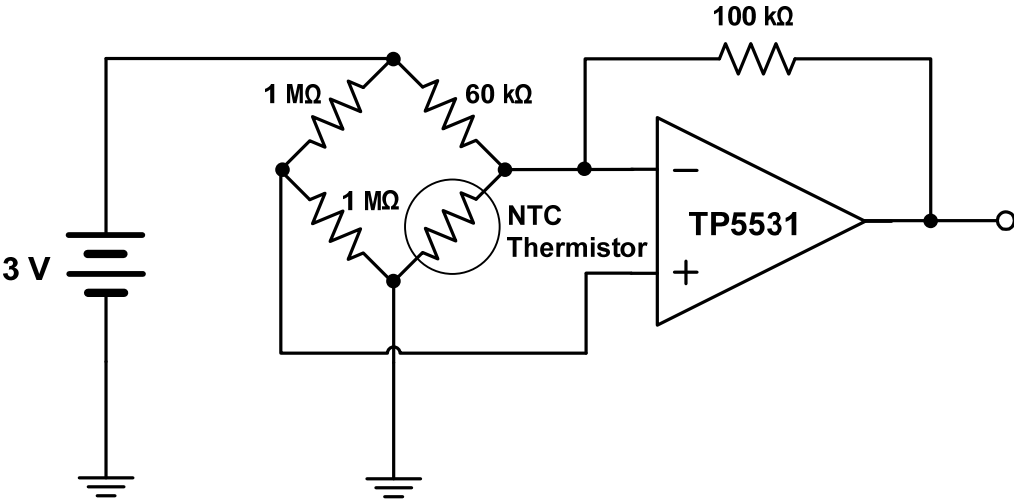 100 kΩ
1 MΩ
60 kΩ
1 MΩ
NTC
Thermistor
−
TP5531
+
3 V